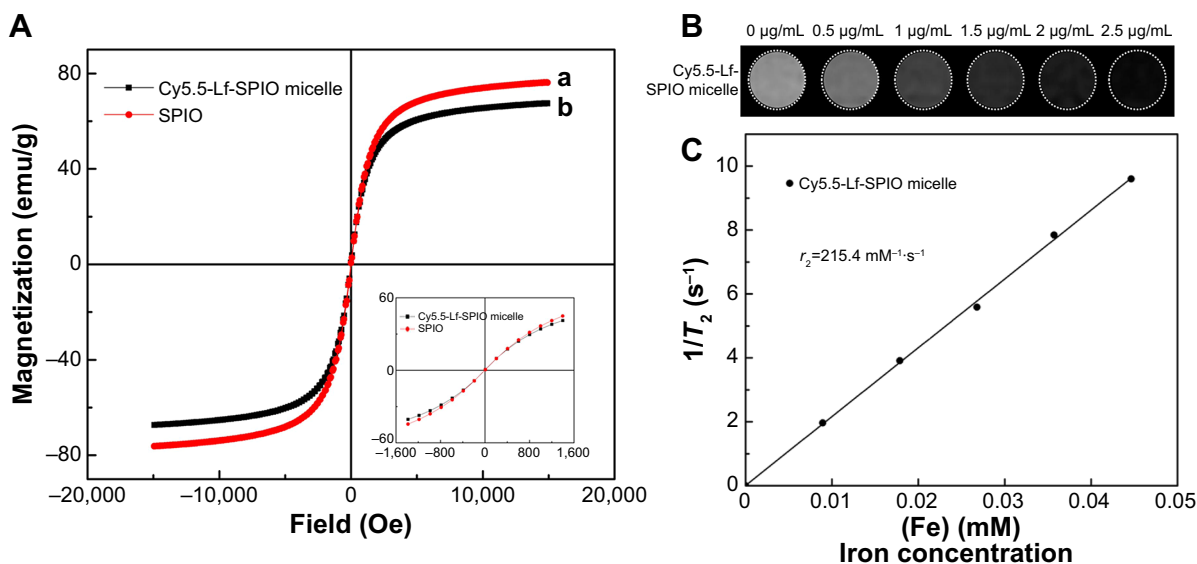 A
Cy5.5-Lf-SPIO micelle
SPIO
a
b
80
40
0
–40
–80
Magnetization (emu/g)
–20,000
–10,000
0
10,000
20,000
Field (Oe)
60
0
–60
Cy5.5-Lf-SPIO micelle
SPIO
–1,600
–800
0
800
1,600
B
0 µg/mL
0.5 µg/mL
1 µg/mL
1.5 µg/mL
2 µg/mL
2.5 µg/mL
Cy5.5-Lf-
SPIO micelle
C
10
8
6
4
2
0
1/T₂ (s⁻¹)
Cy5.5-Lf-SPIO micelle
r₂=215.4 mM⁻¹·s⁻¹
0
0.01
0.02
0.03
0.04
0.05
(Fe) (mM)
Iron concentration